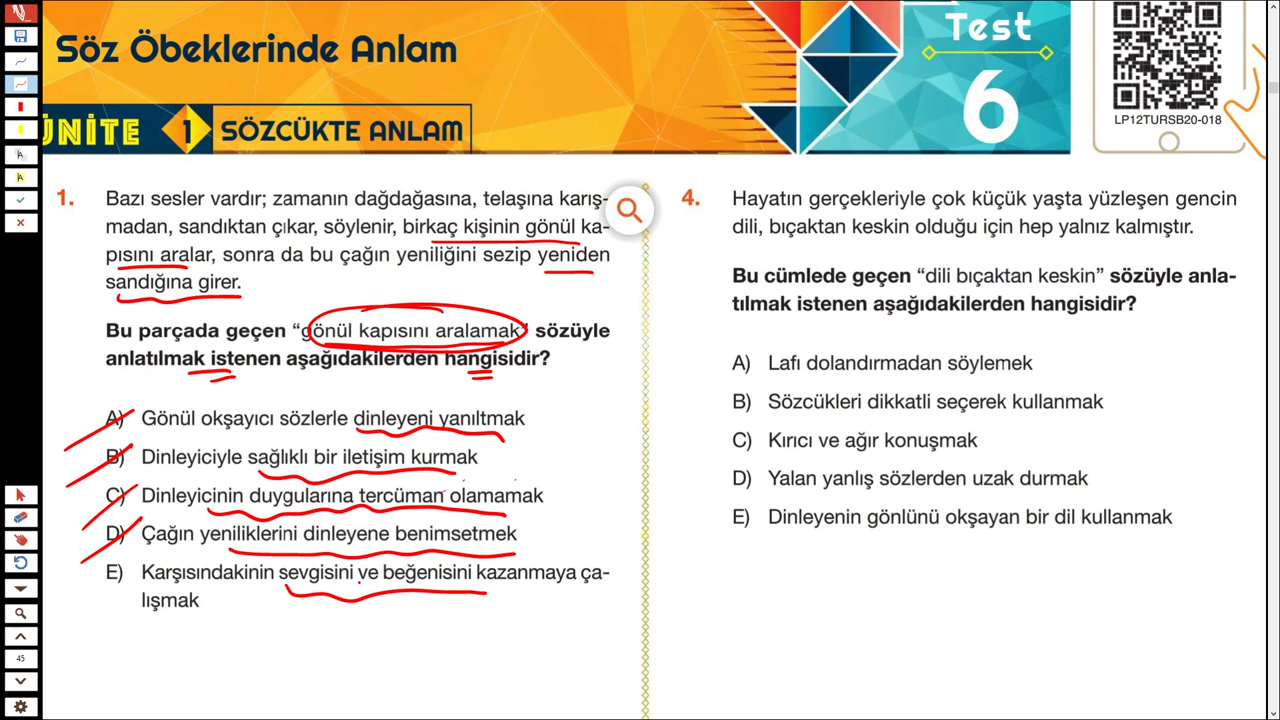 Söz Öbeklerinde Anlam
Test
6
ÜNİTE 1 SÖZCÜKTE ANLAM
LP12TURSB20-018
1. Bazı sesler vardır; zamanın dağdağasına, telaşına karış-
madan, sandıktan çıkar, söylenir, birkaç kişinin gönül ka-
pısını aralar, sonra da bu çağın yeniliğini sezip yeniden
sandığına girer.
Bu parçada geçen “gönül kapısını aralamak” sözüyle
anlatılmak istenen aşağıdakilerden hangisidir?
A) Gönül okşayıcı sözlerle dinleyeni yanıltmak
B) Dinleyiciyle sağlıklı bir iletişim kurmak
C) Dinleyicinin duygularına tercüman olamamak
D) Çağın yeniliklerini dinleyene benimsetmek
E) Karşısındakinin sevgisini ve beğenisini kazanmaya ça-
lışmak
4. Hayatın gerçekleriyle çok küçük yaşta yüzleşen gencin
dili, bıçaktan keskin olduğu için hep yalnız kalmıştır.
Bu cümlede geçen “dili bıçaktan keskin” sözüyle anla-
tılmak istenen aşağıdakilerden hangisidir?
A) Lafı dolandırmadan söylemek
B) Sözcükleri dikkatli seçerek kullanmak
C) Kırıcı ve ağır konuşmak
D) Yalan yanlış sözlerden uzak durmak
E) Dinleyenin gönlünü okşayan bir dil kullanmak
45